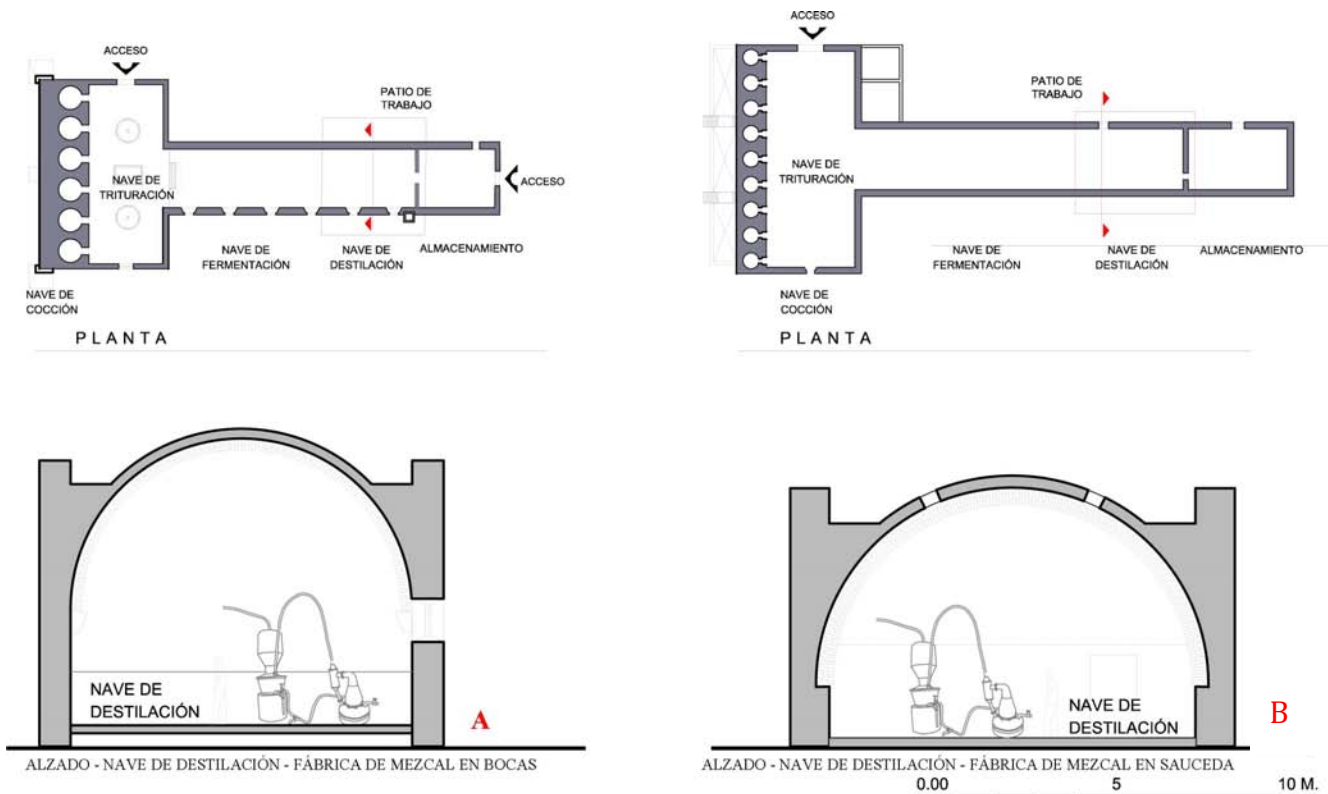 ACCESO
PATIO DE
TRABAJO
NAVE DE
TRITURACIÓN
ACCESO
NAVE DE
FERMENTACIÓN
NAVE DE
DESTILACIÓN
ALMACENAMIENTO
NAVE DE
COCCIÓN
PLANTA
ACCESO
PATIO DE
TRABAJO
NAVE DE
TRITURACIÓN
NAVE DE
FERMENTACIÓN
NAVE DE
DESTILACIÓN
ALMACENAMIENTO
NAVE DE
COCCIÓN
PLANTA
NAVE DE
DESTILACIÓN
A
ALZADO - NAVE DE DESTILACIÓN - FÁBRICA DE MEZCAL EN BOCAS
NAVE DE
DESTILACIÓN
B
ALZADO - NAVE DE DESTILACIÓN - FÁBRICA DE MEZCAL EN SAUCEDA
0.00 5 10 M.